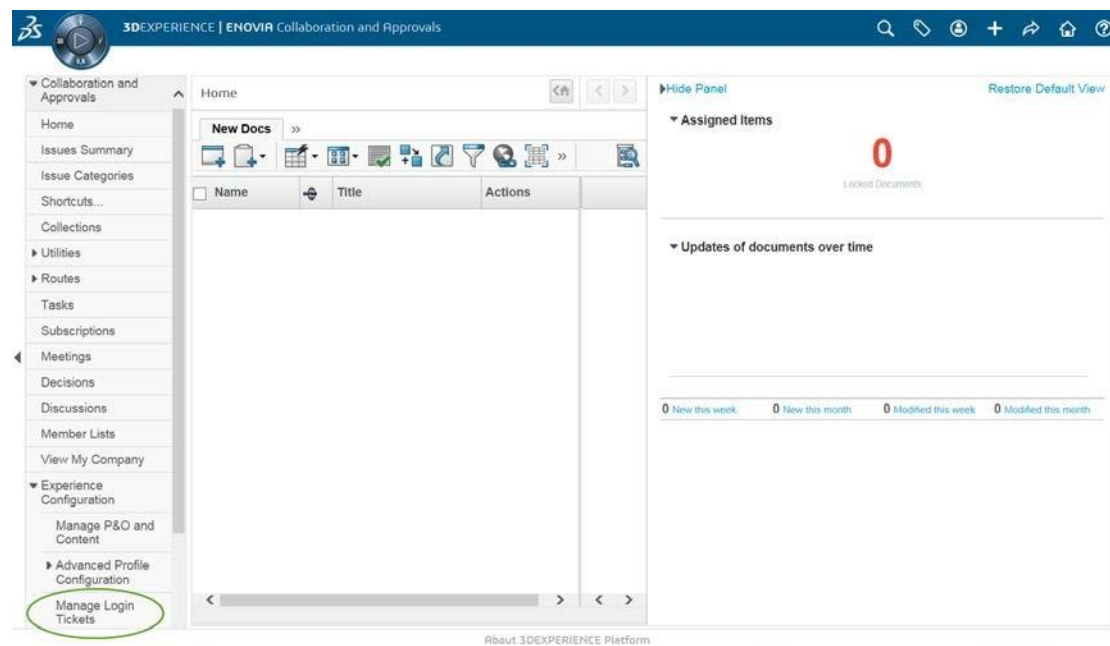 3DEXPERIENCE | ENOVIA Collaboration and Approvals
Collaboration and
Approvals
Home
Issues Summary
Issue Categories
Shortcuts...
Collections
Utilities
Routes
Tasks
Subscriptions
Meetings
Decisions
Discussions
Member Lists
View My Company
Experience
Configuration
Manage P&O and
Content
Advanced Profile
Configuration
Manage Login
Tickets
Home
New Docs »
»
Name Title Actions
Hide Panel Restore Default View
Assigned Items
0
Locked Documents
Updates of documents over time
0 New this week 0 New this month 0 Modified this week 0 Modified this month
About 3DEXPERIENCE Platform